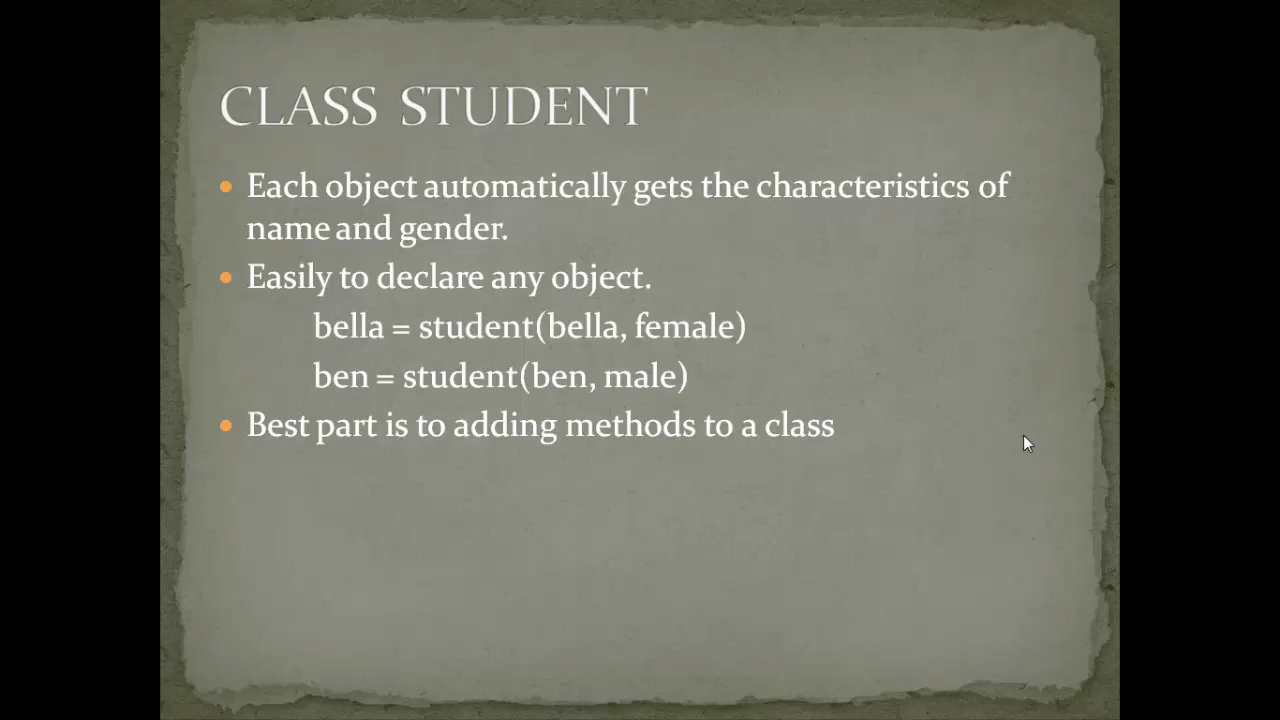 CLASS STUDENT
• Each object automatically gets the characteristics of
name and gender.
• Easily to declare any object.
bella = student(bella, female)
ben = student(ben, male)
• Best part is to adding methods to a class